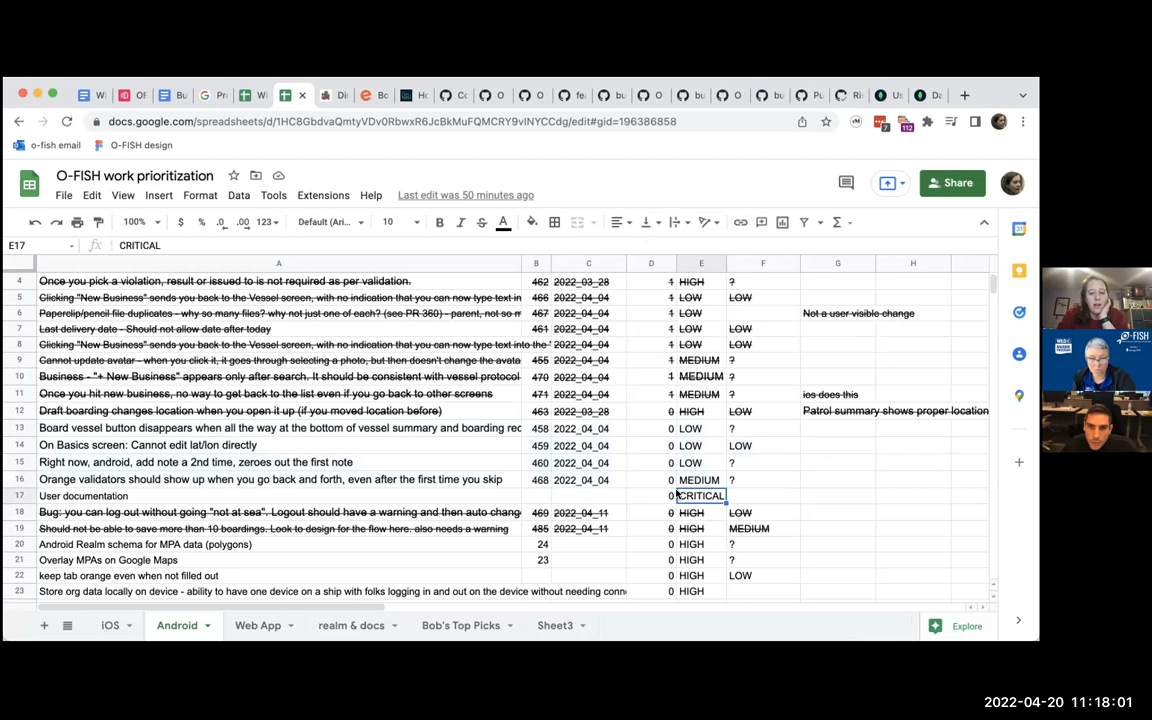 Wi
OF
Bu
Pro
Wi
Dir
Bo
Ho
Co
O
O
fea
bu
O
bu
O
bu
Pu
Ris
Us
Da
docs.google.com/spreadsheets/d/1HC8GbdvaQmtyVDv0RbwxR6JcBkMuFQMCRY9vINYCCdg/edit#gid=196386858
7
112
o-fish email
O-FISH design
O-FISH work prioritization
File Edit View Insert Format Data Tools Extensions Help Last edit was 50 minutes ago
Share
100% $ % .0 .00 123 Default (Ari... 10 B I S A
E17 fx CRITICAL
A B C D E F G H
4 Once you pick a violation, result or issued to is not required as per validation. 462 2022_03_28 1 HIGH ?
5 Clicking "New Business" sends you back to the Vessel screen, with no indication that you can now type text in 466 2022_04_04 1 LOW LOW
6 Paperclip/pencil file duplicates - why so many files? why not just one of each? (see PR 360) - parent, not so m 467 2022_04_04 1 LOW ? Not a user visible change
7 Last delivery date - Should not allow date after today 461 2022_04_04 1 LOW LOW
8 Clicking "New Business" sends you back to the Vessel screen, with no indication that you can now type text into the 2022_04_04 1 LOW LOW
9 Cannot update avatar - when you click it, it goes through selecting a photo, but then doesn't change the avata 455 2022_04_04 1 MEDIUM ?
10 Business - "+ New Business" appears only after search. It should be consistent with vessel protocol 470 2022_04_04 1 MEDIUM ?
11 Once you hit new business, no way to get back to the list even if you go back to other screens 471 2022_04_04 1 MEDIUM ios does this
12 Draft boarding changes location when you open it up (if you moved location before) 463 2022_03_28 0 HIGH LOW Patrol summary shows proper location
13 Board vessel button disappears when all the way at the bottom of vessel summary and boarding rec 458 2022_04_04 0 LOW ?
14 On Basics screen: Cannot edit lat/lon directly 459 2022_04_04 0 LOW LOW
15 Right now, android, add note a 2nd time, zeroes out the first note 460 2022_04_04 0 LOW ?
16 Orange validators should show up when you go back and forth, even after the first time you skip 468 2022_04_04 0 MEDIUM ?
17 User documentation 0 CRITICAL
18 Bug: you can log out without going "not at sea". Logout should have a warning and then auto chang 469 2022_04_11 0 HIGH LOW
19 Should not be able to save more than 10 boardings. Look to design for the flow here. also needs a warning 485 2022_04_11 0 HIGH MEDIUM
20 Android Realm schema for MPA data (polygons) 24 0 HIGH ?
21 Overlay MPAs on Google Maps 23 0 HIGH ?
22 keep tab orange even when not filled out 0 HIGH LOW
23 Store org data locally on device - ability to have one device on a ship with folks logging in and out on the device without needing conn 0 HIGH
iOS Android Web App realm & docs Bob's Top Picks Sheet3 Explore
O-FISH
2022-04-20 11:18:01